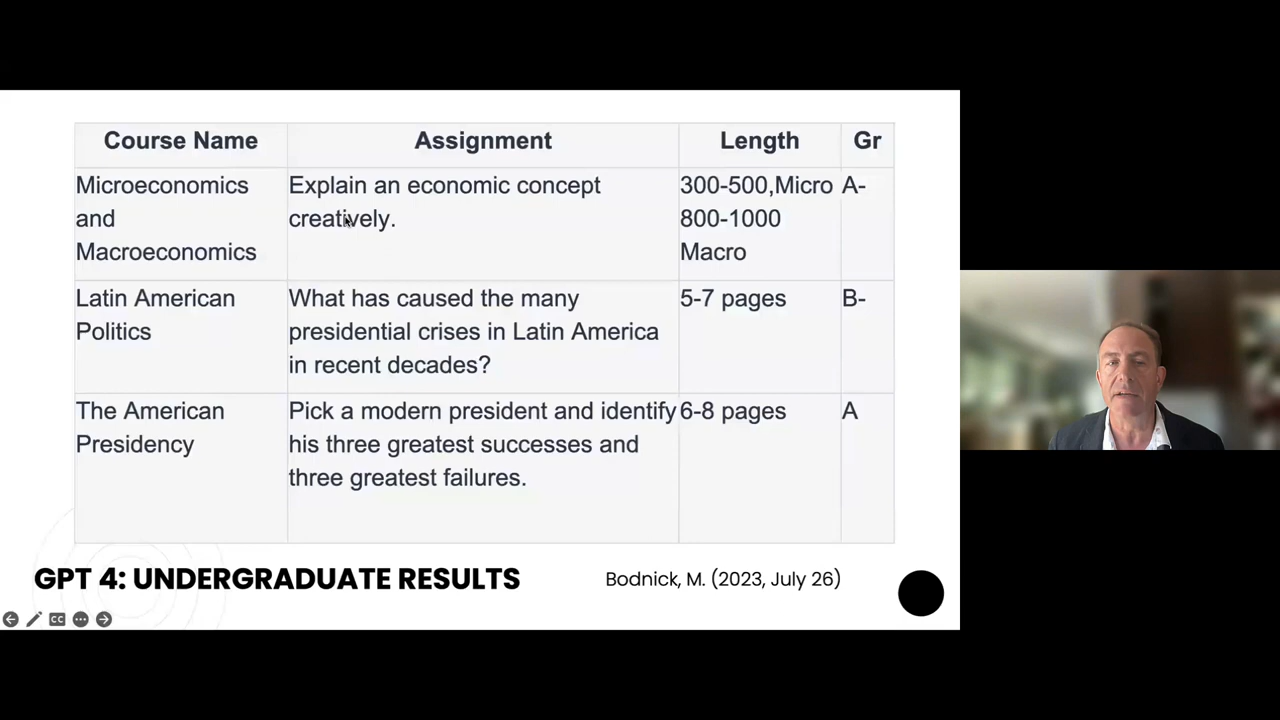 Course Name Assignment Length Gr
Microeconomics
and
Macroeconomics
Explain an economic concept
creatively.
300-500,Micro
800-1000
Macro
A-
Latin American
Politics
What has caused the many
presidential crises in Latin America
in recent decades?
5-7 pages
B-
The American
Presidency
Pick a modern president and identify
his three greatest successes and
three greatest failures.
6-8 pages
A
GPT 4: UNDERGRADUATE RESULTS
Bodnick, M. (2023, July 26)
CC